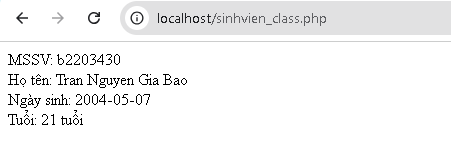 localhost/sinhvien_class.php
MSSV: b2203430
Họ tên: Tran Nguyen Gia Bao
Ngày sinh: 2004-05-07
Tuổi: 21 tuổi